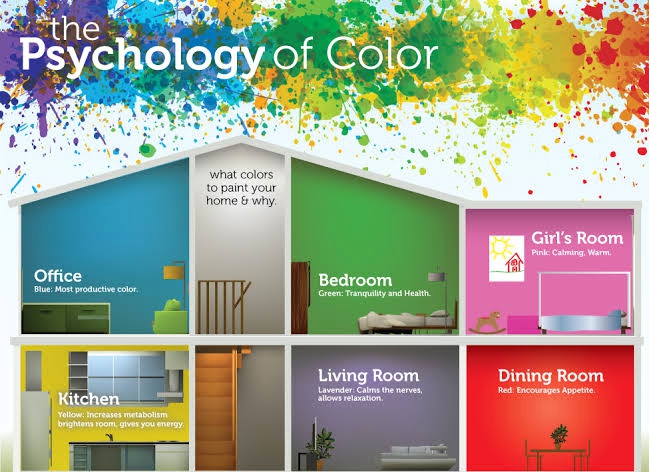 the
Psychology of Color
what colors
to paint your
home & why.
Office
Blue: Most productive color.
Bedroom
Green: Tranquility and Health.
Girl's Room
Pink: Calming, Warm.
Kitchen
Yellow: Increases metabolism
brightens room, gives you energy.
Living Room
Lavender: Calms the nerves,
allows relaxation.
Dining Room
Red: Encourages Appetite.